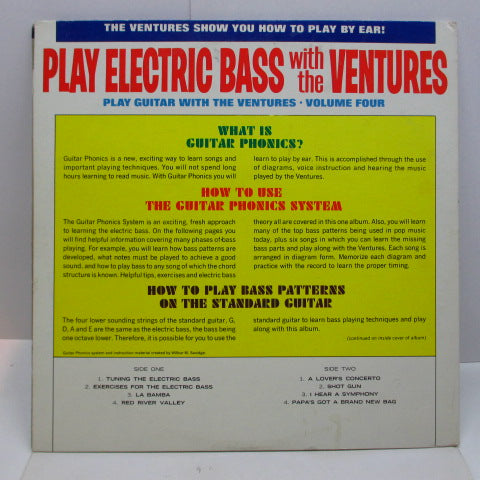 THE VENTURES SHOW YOU HOW TO PLAY BY EAR!
PLAY ELECTRIC BASS with the VENTURES
PLAY GUITAR WITH THE VENTURES · VOLUME FOUR
WHAT IS
GUITAR PHONICS?
Guitar Phonics is a new, exciting way to learn songs and
important playing techniques. You will not spend long
hours learning to read music. With Guitar Phonics you will
learn to play by ear. This is accomplished through the use
of diagrams, voice instruction and hearing the music
played by the Ventures.
HOW TO USE
THE GUITAR PHONICS SYSTEM
The Guitar Phonics System is an exciting, fresh approach
to learning the electric bass. On the following pages you
will find helpful information covering many phases of bass
playing. For example, you will learn how bass patterns are
developed, what notes must be played to achieve a good
sound, and how to play bass to any song of which the chord
structure is known. Helpful tips, exercises and electric bass
theory all are covered in this one album. Also, you will learn
many of the top bass patterns being used in pop music
today, plus six songs in which you can learn the missing
bass parts and play along with the Ventures. Each song is
arranged in diagram form. Memorize each diagram and
practice with the record to learn the proper timing.
HOW TO PLAY BASS PATTERNS
ON THE STANDARD GUITAR
The four lower sounding strings of the standard guitar, G,
D, A and E are the same as the electric bass, the bass being
one octave lower. Therefore, it is possible for you to use the
standard guitar to learn bass playing techniques and play
along with this album.
(continued on inside cover of album)
Guitar Phonics system and instruction material created by Wilbur M. Savidge
SIDE ONE
1. TUNING THE ELECTRIC BASS
2. EXERCISES FOR THE ELECTRIC BASS
3. LA BAMBA
4. RED RIVER VALLEY
SIDE TWO
1. A LOVER'S CONCERTO
2. SHOT GUN
3. I HEAR A SYMPHONY
4. PAPA'S GOT A BRAND NEW BAG